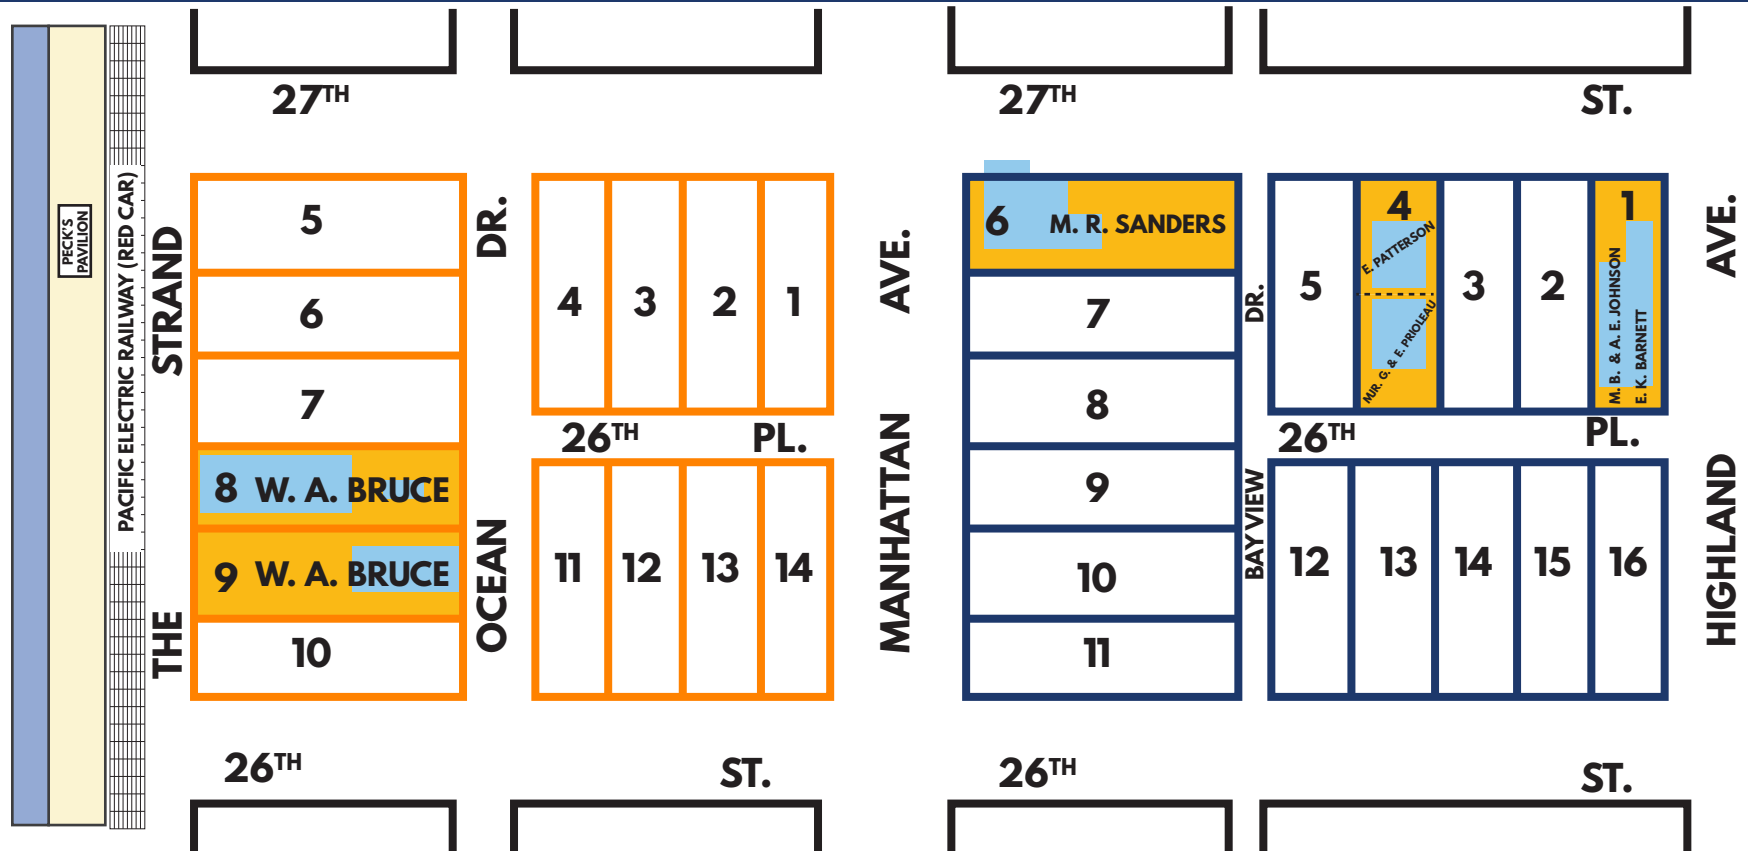 27TH
27TH
ST.
PECK'S
PAVILION
PACIFIC ELECTRIC RAILWAY (RED CAR)
THE STRAND
5
6
7
8 W. A. BRUCE
9 W. A. BRUCE
10
OCEAN DR.
4 3 2 1
26TH PL.
11 12 13 14
MANHATTAN AVE.
6 M. R. SANDERS
7
8
9
10
11
BAY VIEW DR.
5
4
E. PATTERSON
MJR. G. & E. PRIOLEAU
3
2
1
M. B. & A. E. JOHNSON
E. K. BARNETT
26TH PL.
12 13 14 15 16
HIGHLAND AVE.
26TH ST.
26TH ST.